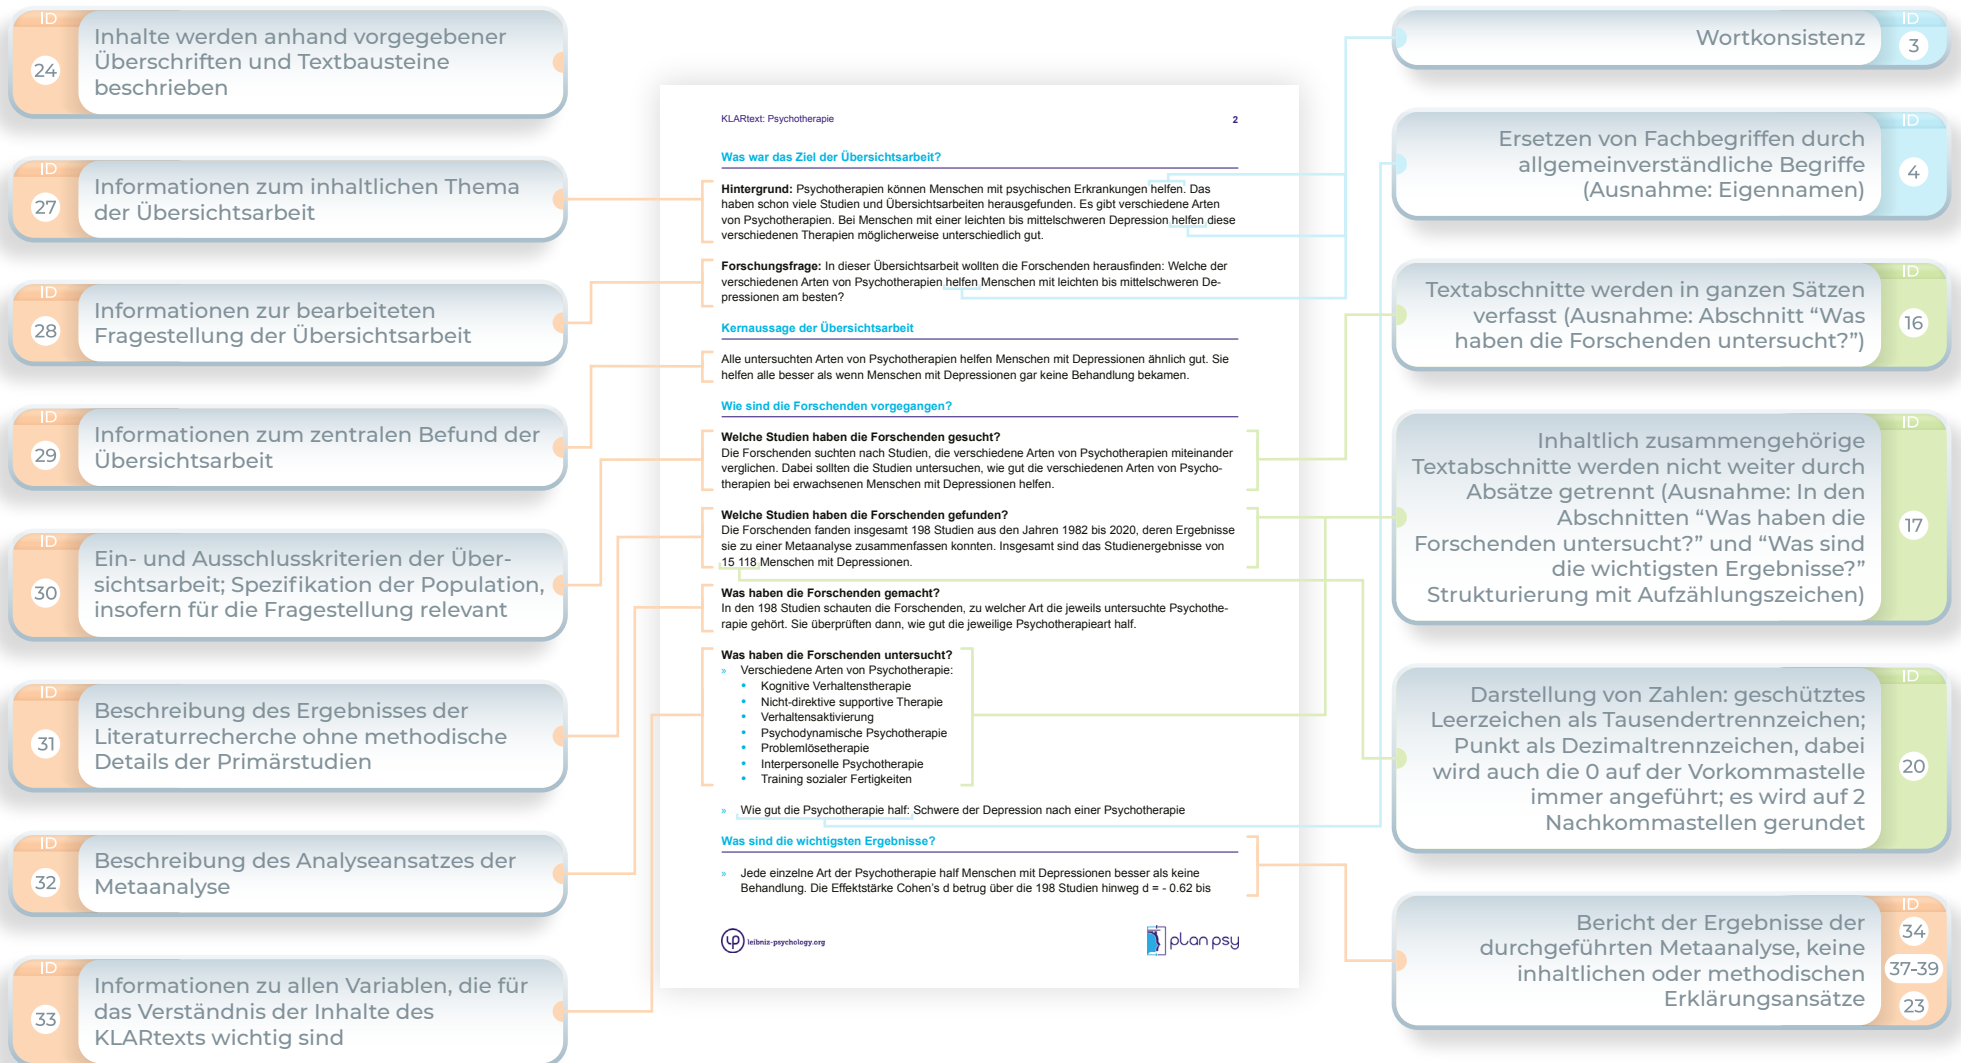 ID
24
Inhalte werden anhand vorgegebener
Überschriften und Textbausteine
beschrieben
ID
27
Informationen zum inhaltlichen Thema
der Übersichtsarbeit
ID
28
Informationen zur bearbeiteten
Fragestellung der Übersichtsarbeit
ID
29
Informationen zum zentralen Befund der
Übersichtsarbeit
ID
30
Ein- und Ausschlusskriterien der Über-
sichtsarbeit; Spezifikation der Population,
insofern für die Fragestellung relevant
ID
31
Beschreibung des Ergebnisses der
Literaturrecherche ohne methodische
Details der Primärstudien
ID
32
Beschreibung des Analyseansatzes der
Metaanalyse
ID
33
Informationen zu allen Variablen, die für
das Verständnis der Inhalte des
KLARtexts wichtig sind
KLARtext: Psychotherapie 2
Was war das Ziel der Übersichtsarbeit?
Hintergrund: Psychotherapien können Menschen mit psychischen Erkrankungen helfen. Das
haben schon viele Studien und Übersichtsarbeiten herausgefunden. Es gibt verschiedene Arten
von Psychotherapien. Bei Menschen mit einer leichten bis mittelschweren Depression helfen diese
verschiedenen Therapien möglicherweise unterschiedlich gut.
Forschungsfrage: In dieser Übersichtsarbeit wollten die Forschenden herausfinden: Welche der
verschiedenen Arten von Psychotherapien helfen Menschen mit leichten bis mittelschweren De-
pressionen am besten?
Kernaussage der Übersichtsarbeit
Alle untersuchten Arten von Psychotherapien helfen Menschen mit Depressionen ähnlich gut. Sie
helfen alle besser als wenn Menschen mit Depressionen gar keine Behandlung bekamen.
Wie sind die Forschenden vorgegangen?
Welche Studien haben die Forschenden gesucht?
Die Forschenden suchten nach Studien, die verschiedene Arten von Psychotherapien miteinander
verglichen. Dabei sollten die Studien untersuchen, wie gut die verschiedenen Arten von Psycho-
therapien bei erwachsenen Menschen mit Depressionen helfen.
Welche Studien haben die Forschenden gefunden?
Die Forschenden fanden insgesamt 198 Studien aus den Jahren 1982 bis 2020, deren Ergebnisse
sie zu einer Metaanalyse zusammenfassen konnten. Insgesamt sind das Studienergebnisse von
15 118 Menschen mit Depressionen.
Was haben die Forschenden gemacht?
In den 198 Studien schauten die Forschenden, zu welcher Art die jeweils untersuchte Psychothe-
rapie gehört. Sie überprüften dann, wie gut die jeweilige Psychotherapieart half.
Was haben die Forschenden untersucht?
» Verschiedene Arten von Psychotherapie:
• Kognitive Verhaltenstherapie
• Nicht-direktive supportive Therapie
• Verhaltensaktivierung
• Psychodynamische Psychotherapie
• Problemlösetherapie
• Interpersonelle Psychotherapie
• Training sozialer Fertigkeiten
» Wie gut die Psychotherapie half: Schwere der Depression nach einer Psychotherapie
Was sind die wichtigsten Ergebnisse?
» Jede einzelne Art der Psychotherapie half Menschen mit Depressionen besser als keine
Behandlung. Die Effektstärke Cohen's d betrug über die 198 Studien hinweg d = - 0.62 bis
leibniz-psychology.org
plan psy
ID
3
Wortkonsistenz
ID
4
Ersetzen von Fachbegriffen durch
allgemeinverständliche Begriffe
(Ausnahme: Eigennamen)
ID
16
Textabschnitte werden in ganzen Sätzen
verfasst (Ausnahme: Abschnitt “Was
haben die Forschenden untersucht?”)
ID
17
Inhaltlich zusammengehörige
Textabschnitte werden nicht weiter durch
Absätze getrennt (Ausnahme: In den
Abschnitten “Was haben die
Forschenden untersucht?” und “Was sind
die wichtigsten Ergebnisse?”
Strukturierung mit Aufzählungszeichen)
ID
20
Darstellung von Zahlen: geschütztes
Leerzeichen als Tausendertrennzeichen;
Punkt als Dezimaltrennzeichen, dabei
wird auch die 0 auf der Vorkommastelle
immer angeführt; es wird auf 2
Nachkommastellen gerundet
ID
34
37-39
23
Bericht der Ergebnisse der
durchgeführten Metaanalyse, keine
inhaltlichen oder methodischen
Erklärungsansätze